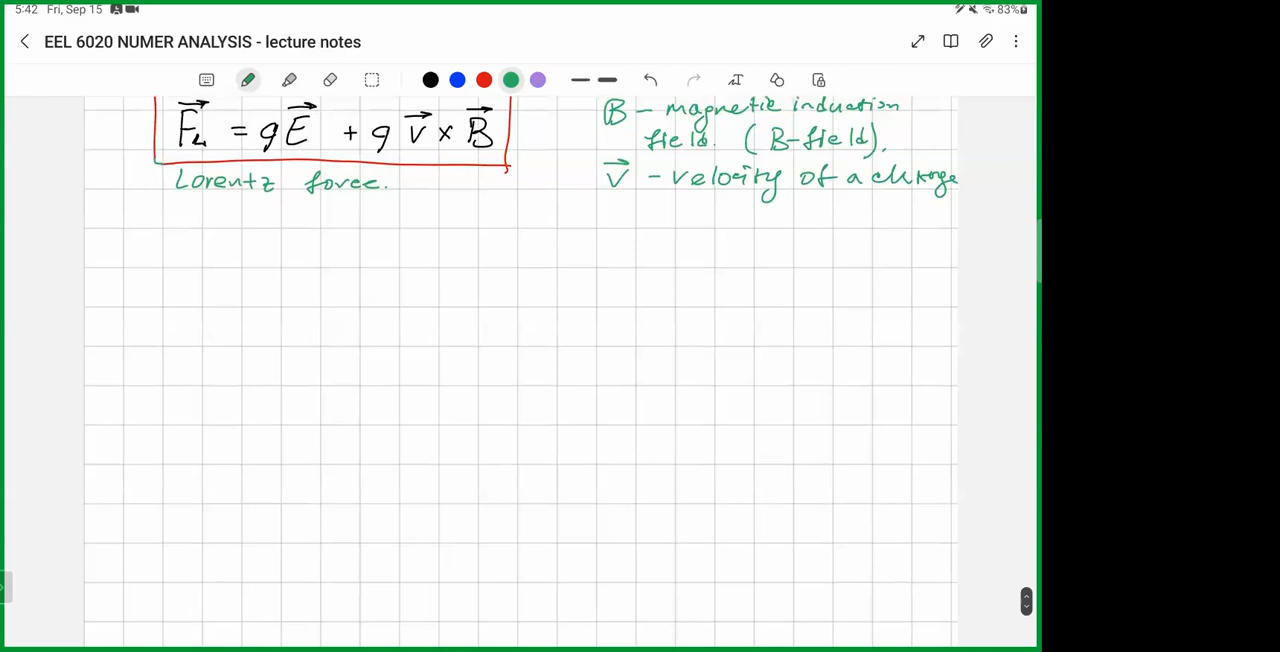 5:42 Fri, Sep 15
83%
EEL 6020 NUMER ANALYSIS - lecture notes
B - magnetic induction
field. (B-field).
F⃗L = qE⃗ + q v⃗ × B⃗
v⃗ - velocity of a charge
Lorentz force.